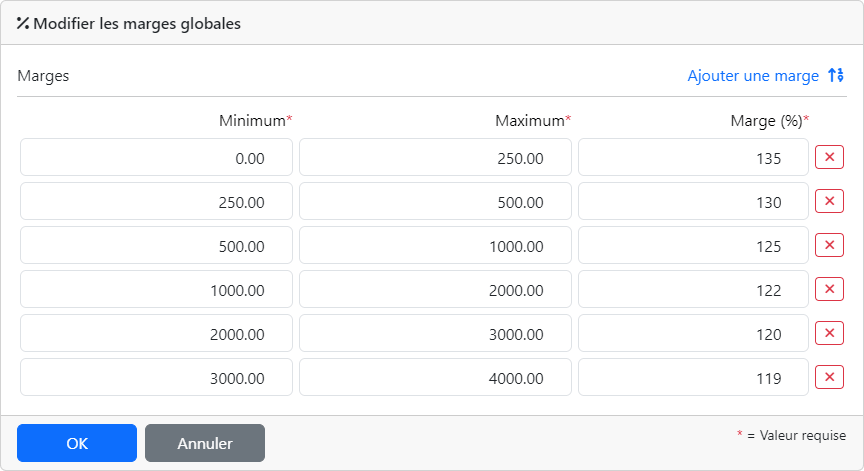 Modifier les marges globales
Marges Ajouter une marge
Minimum* Maximum* Marge (%)*
0.00 250.00 135
250.00 500.00 130
500.00 1000.00 125
1000.00 2000.00 122
2000.00 3000.00 120
3000.00 4000.00 119
OK Annuler * = Valeur requise